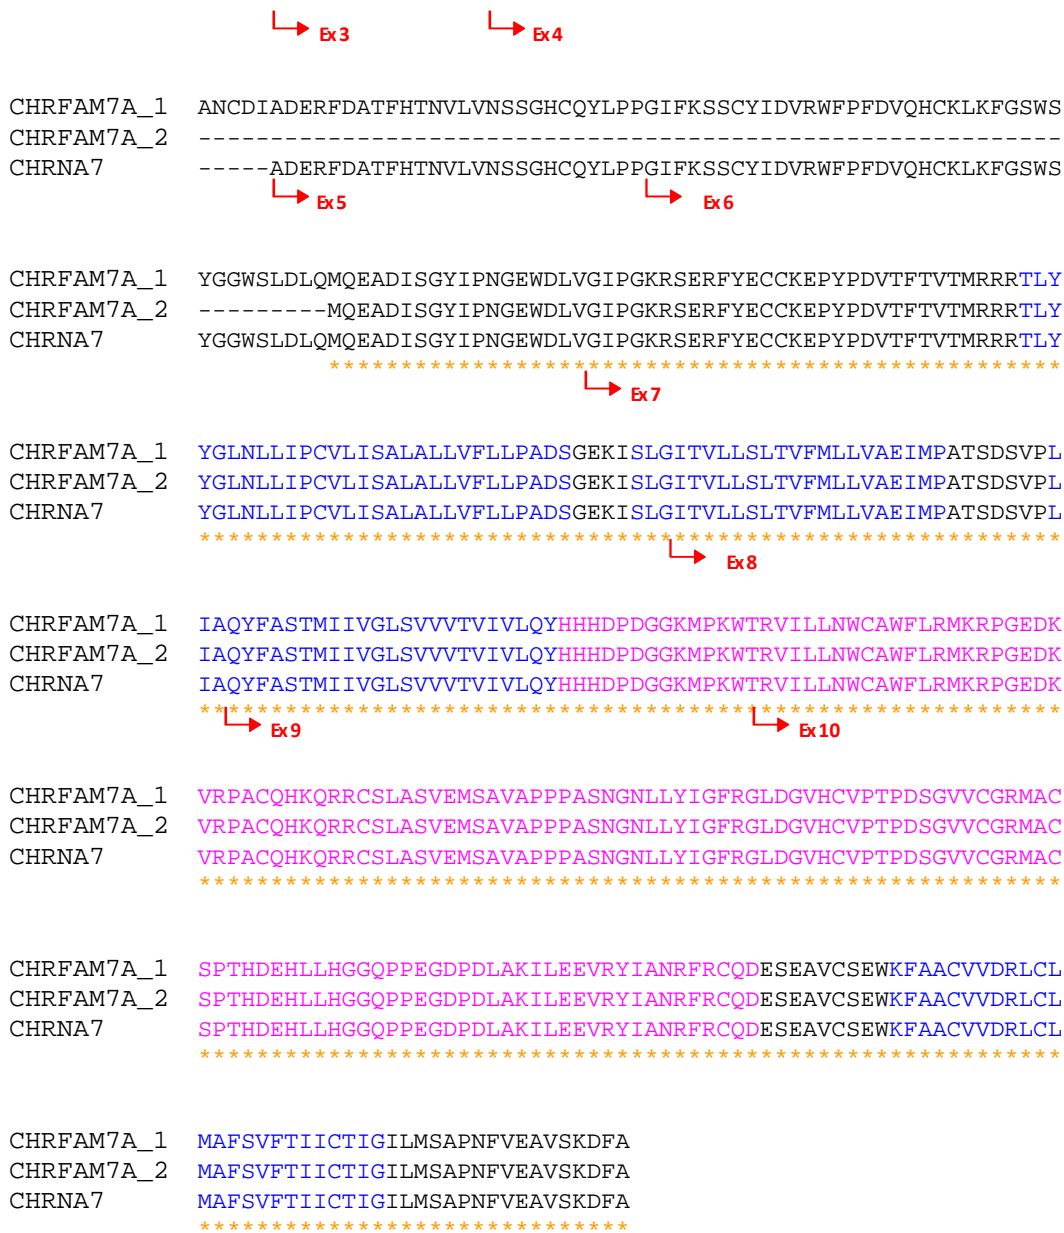 Ex3 Ex4
CHRFAM7A_1 ANCDIADERFDATFHTNVLVNSSGHCQYLPPGIFKSSCYIDVRWFPFDVQHCKLKFGSWS
CHRFAM7A_2 ------------------------------------------------------------
CHRNA7 -----ADERFDATFHTNVLVNSSGHCQYLPPGIFKSSCYIDVRWFPFDVQHCKLKFGSWS
Ex5 Ex6
CHRFAM7A_1 YGGWSLDLQMQEADISGYIPNGEWDLVGIPGKRSERFYECCKEPYPDVTFTVTMRRRTLY
CHRFAM7A_2 ---------MQEADISGYIPNGEWDLVGIPGKRSERFYECCKEPYPDVTFTVTMRRRTLY
CHRNA7 YGGWSLDLQMQEADISGYIPNGEWDLVGIPGKRSERFYECCKEPYPDVTFTVTMRRRTLY
***************************************************
Ex7
CHRFAM7A_1 YGLNLLIPCVLISALALLVFLLPADSGEKISLGITVLLSLTVFMLLVAEIMPATSDSVPL
CHRFAM7A_2 YGLNLLIPCVLISALALLVFLLPADSGEKISLGITVLLSLTVFMLLVAEIMPATSDSVPL
CHRNA7 YGLNLLIPCVLISALALLVFLLPADSGEKISLGITVLLSLTVFMLLVAEIMPATSDSVPL
************************************************************
Ex8
CHRFAM7A_1 IAQYFASTMIIVGLSVVVTVIVLQYHHHDPDGGKMPKWTRVILLNWCAWFLRMKRPGEDK
CHRFAM7A_2 IAQYFASTMIIVGLSVVVTVIVLQYHHHDPDGGKMPKWTRVILLNWCAWFLRMKRPGEDK
CHRNA7 IAQYFASTMIIVGLSVVVTVIVLQYHHHDPDGGKMPKWTRVILLNWCAWFLRMKRPGEDK
************************************************************
Ex9 Ex10
CHRFAM7A_1 VRPACQHKQRRCSLASVEMSAVAPPPASNGNLLYIGFRGLDGVHCVPTPDSGVVCGRMAC
CHRFAM7A_2 VRPACQHKQRRCSLASVEMSAVAPPPASNGNLLYIGFRGLDGVHCVPTPDSGVVCGRMAC
CHRNA7 VRPACQHKQRRCSLASVEMSAVAPPPASNGNLLYIGFRGLDGVHCVPTPDSGVVCGRMAC
************************************************************
CHRFAM7A_1 SPTHDEHLLHGGQPPEGDPDLAKILEEVRYIANRFRCQDESEAVCSEWKFAACVVDRLCL
CHRFAM7A_2 SPTHDEHLLHGGQPPEGDPDLAKILEEVRYIANRFRCQDESEAVCSEWKFAACVVDRLCL
CHRNA7 SPTHDEHLLHGGQPPEGDPDLAKILEEVRYIANRFRCQDESEAVCSEWKFAACVVDRLCL
************************************************************
CHRFAM7A_1 MAFSVFTIICTIGILMSAPNFVEAVSKDFA
CHRFAM7A_2 MAFSVFTIICTIGILMSAPNFVEAVSKDFA
CHRNA7 MAFSVFTIICTIGILMSAPNFVEAVSKDFA
******************************